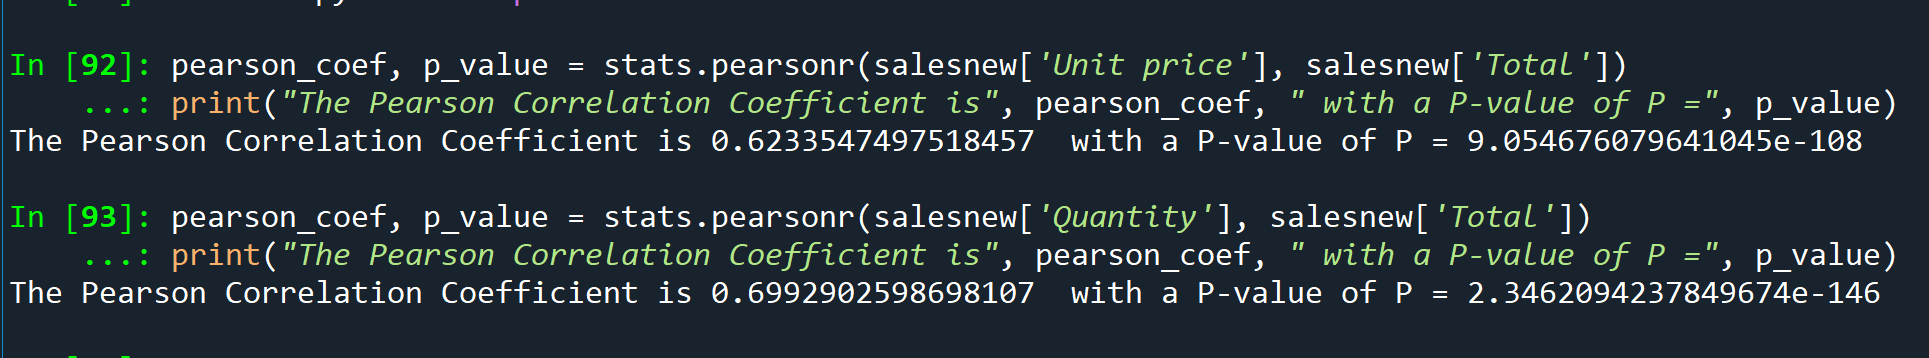 In [92]: pearson_coef, p_value = stats.pearsonr(salesnew['Unit price'], salesnew['Total'])
    ...: print("The Pearson Correlation Coefficient is", pearson_coef, " with a P-value of P =", p_value)
The Pearson Correlation Coefficient is 0.6233547497518457  with a P-value of P = 9.054676079641045e-108
In [93]: pearson_coef, p_value = stats.pearsonr(salesnew['Quantity'], salesnew['Total'])
    ...: print("The Pearson Correlation Coefficient is", pearson_coef, " with a P-value of P =", p_value)
The Pearson Correlation Coefficient is 0.6992902598698107  with a P-value of P = 2.3462094237849674e-146